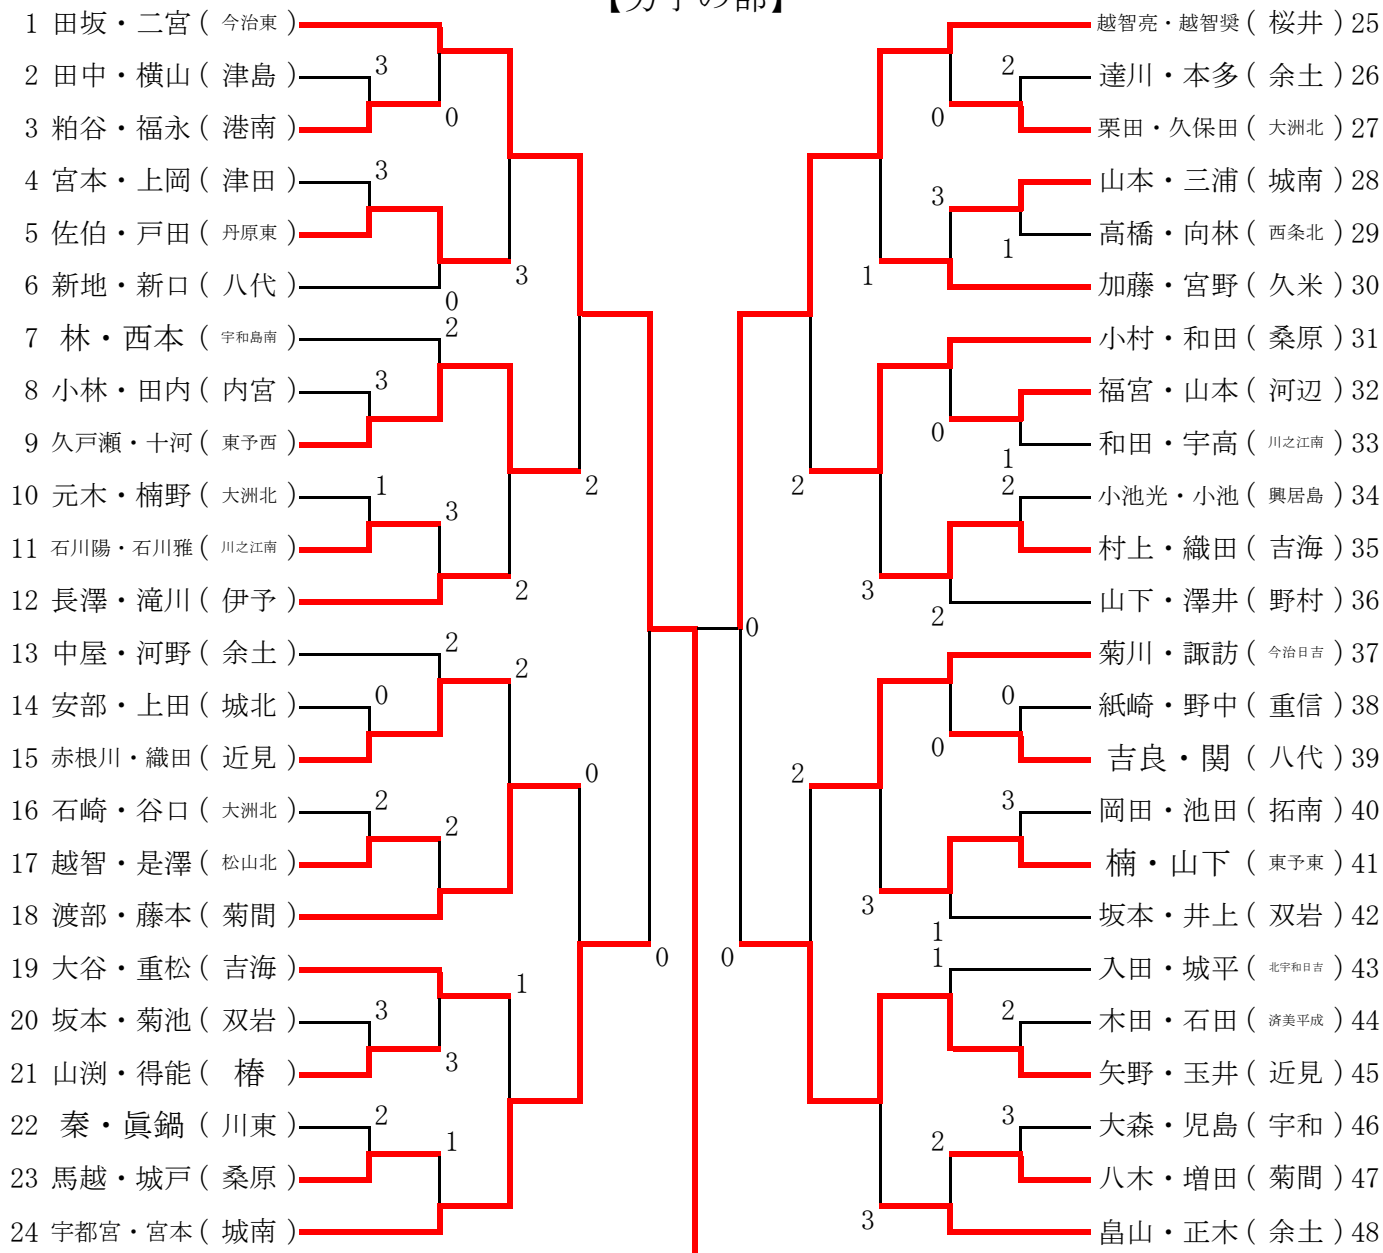 【男子の部】
1 田坂・二宮 ( 今治東 )
2 田中・横山 ( 津島 )
3 粕谷・福永 ( 港南 )
4 宮本・上岡 ( 津田 )
5 佐伯・戸田 ( 丹原東 )
6 新地・新口 ( 八代 )
7 林・西本 ( 宇和島南 )
8 小林・田内 ( 内宮 )
9 久戸瀬・十河 ( 東予西 )
10 元木・楠野 ( 大洲北 )
11 石川陽・石川雅 ( 川之江南 )
12 長澤・滝川 ( 伊予 )
13 中屋・河野 ( 余土 )
14 安部・上田 ( 城北 )
15 赤根川・織田 ( 近見 )
16 石崎・谷口 ( 大洲北 )
17 越智・是澤 ( 松山北 )
18 渡部・藤本 ( 菊間 )
19 大谷・重松 ( 吉海 )
20 坂本・菊池 ( 双岩 )
21 山渕・得能 ( 椿 )
22 秦・眞鍋 ( 川東 )
23 馬越・城戸 ( 桑原 )
24 宇都宮・宮本 ( 城南 )
3
0
3
0
3
2
3
2
1
3
2
2
2
0
0
2
2
1
3
3
2
1
0
0
越智亮・越智奨 ( 桜井 ) 25
達川・本多 ( 余土 ) 26
栗田・久保田 ( 大洲北 ) 27
山本・三浦 ( 城南 ) 28
高橋・向林 ( 西条北 ) 29
加藤・宮野 ( 久米 ) 30
小村・和田 ( 桑原 ) 31
福宮・山本 ( 河辺 ) 32
和田・宇高 ( 川之江南 ) 33
小池光・小池 ( 興居島 ) 34
村上・織田 ( 吉海 ) 35
山下・澤井 ( 野村 ) 36
菊川・諏訪 ( 今治日吉 ) 37
紙崎・野中 ( 重信 ) 38
吉良・関 ( 八代 ) 39
岡田・池田 ( 拓南 ) 40
楠・山下 ( 東予東 ) 41
坂本・井上 ( 双岩 ) 42
入田・城平 ( 北宇和日吉 ) 43
木田・石田 ( 済美平成 ) 44
矢野・玉井 ( 近見 ) 45
大森・児島 ( 宇和 ) 46
八木・増田 ( 菊間 ) 47
畠山・正木 ( 余土 ) 48
2
0
3
1
1
0
1
2
2
3
2
0
0
2
3
3
1
1
0
2
3
2
3